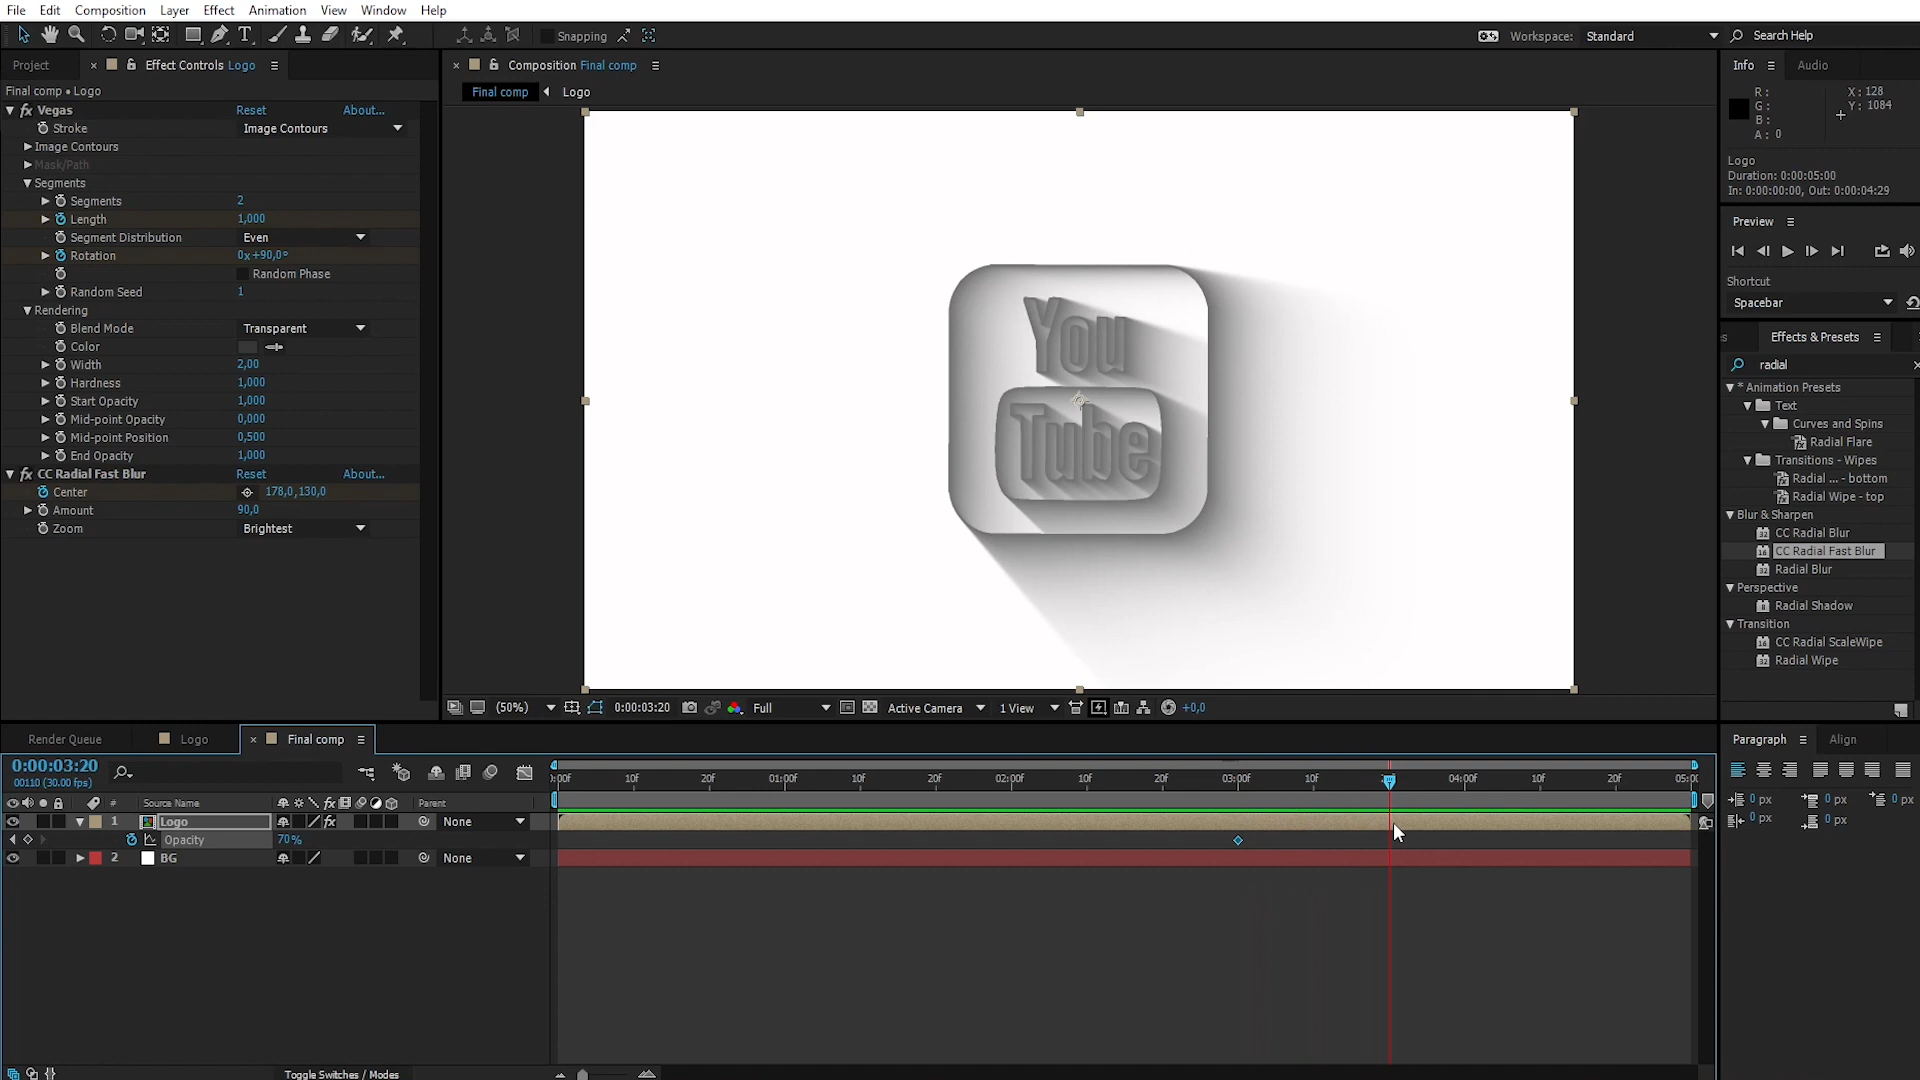 File Edit Composition Layer Effect Animation View Window Help
Snapping
Workspace: Standard
Search Help
Project
Effect Controls Logo
Final comp • Logo
Vegas Reset About...
Stroke Image Contours
Image Contours
Mask/Path
Segments
Segments 2
Length 1,000
Segment Distribution Even
Rotation 0x+90,0°
Random Phase
Random Seed 1
Rendering
Blend Mode Transparent
Color
Width 2,00
Hardness 1,000
Start Opacity 1,000
Mid-point Opacity 0,000
Mid-point Position 0,500
End Opacity 1,000
CC Radial Fast Blur Reset About...
Center 178,0,130,0
Amount 90,0
Zoom Brightest
Composition Final comp
Final comp Logo
You
Tube
(50%) 0:00:03:20 Full Active Camera 1 View +0,0
Info Audio
R: X: 128
G: Y: 1084
B:
A: 0
Logo
Duration: 0:00:05:00
In: 0:00:00:00, Out: 0:00:04:29
Preview
Shortcut
Spacebar
Effects & Presets
radial
* Animation Presets
Text
Curves and Spins
Radial Flare
Transitions - Wipes
Radial ... - bottom
Radial Wipe - top
Blur & Sharpen
CC Radial Blur
CC Radial Fast Blur
Radial Blur
Perspective
Radial Shadow
Transition
CC Radial ScaleWipe
Radial Wipe
Render Queue Logo Final comp
0:00:03:20
00110 (30.00 fps)
# Source Name Parent
1 Logo None
Opacity 70%
2 BG None
:00f 10f 20f 01:00f 10f 20f 02:00f 10f 20f 03:00f 10f 04:00f 10f 20f 05:00
Toggle Switches / Modes
Paragraph Align
0 px 0 px 0 px
0 px 0 px